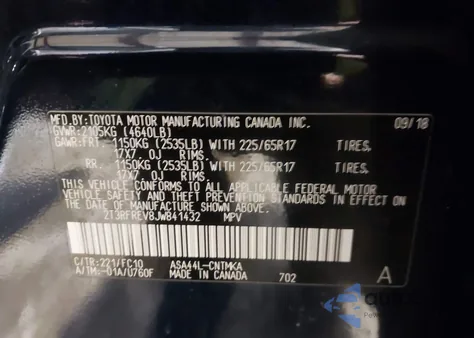 MFD.BY:TOYOTA MOTOR MANUFACTURING CANADA INC. 09/18
GVWR:2105KG (4640LB)
GAWR:FRT 1150KG (2535LB) WITH 225/65R17 TIRES,
17X7. 0J RIMS,
RR 1150KG (2535LB) WITH 225/65R17 TIRES,
17X7. 0J RIMS,
THIS VEHICLE CONFORMS TO ALL APPLICABLE FEDERAL MOTOR
VEHICLE SAFETY AND THEFT PREVENTION STANDARDS IN EFFECT ON
THE DATE OF MANUFACTURE SHOWN ABOVE.
2T3RFREV8JW841432 MPV
C/TR:221/FC10 ASA44L-CNTMKA
A/TM:-01A/U760F MADE IN CANADA 702 A